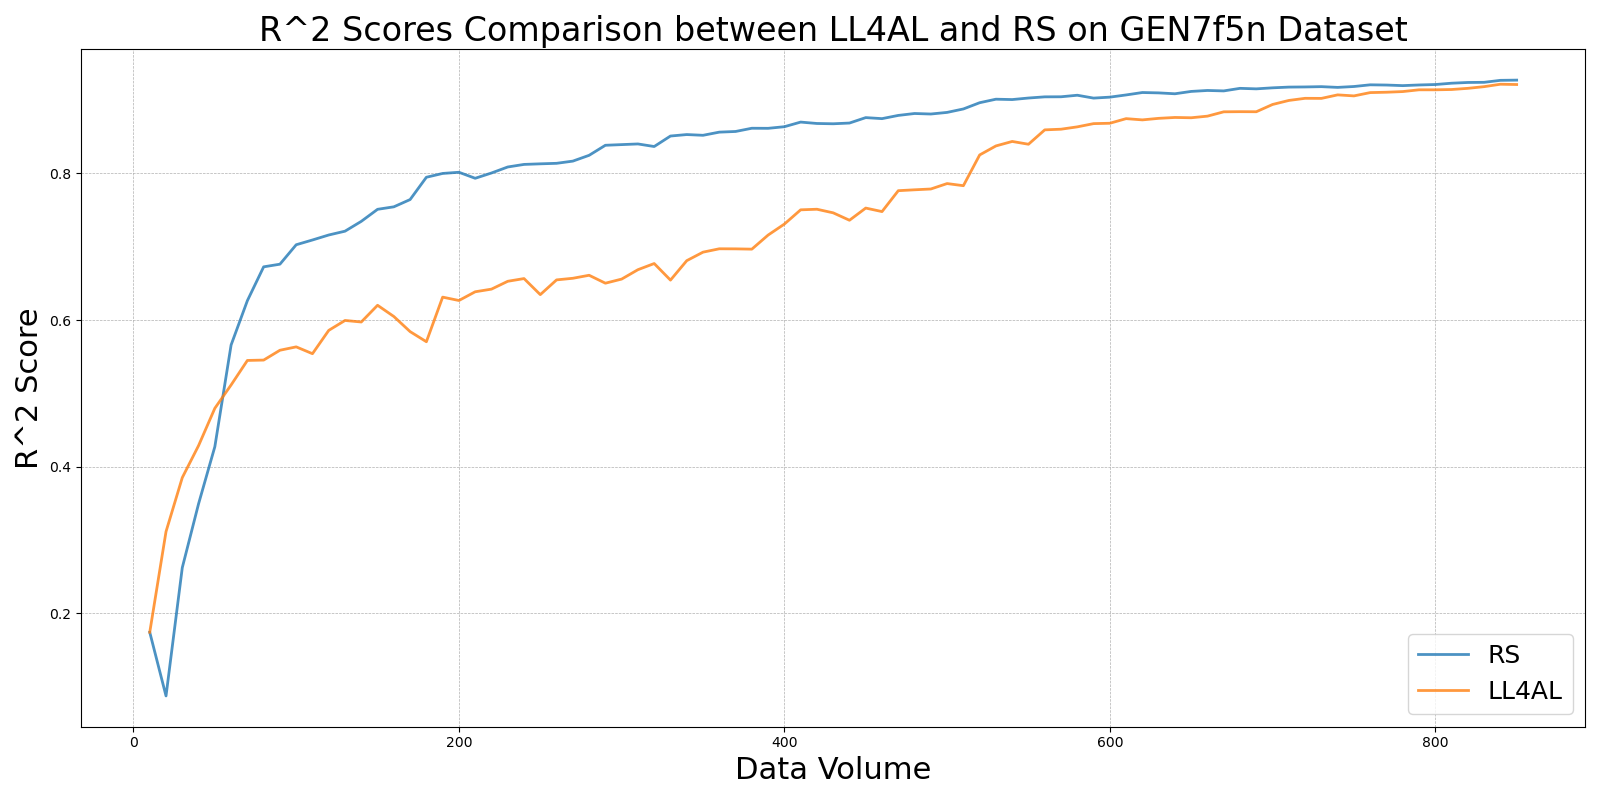 R^2 Scores Comparison between LL4AL and RS on GEN7f5n Dataset
R^2 Score
0.8
0.6
0.4
0.2
0 200 400 600 800
Data Volume
RS
LL4AL